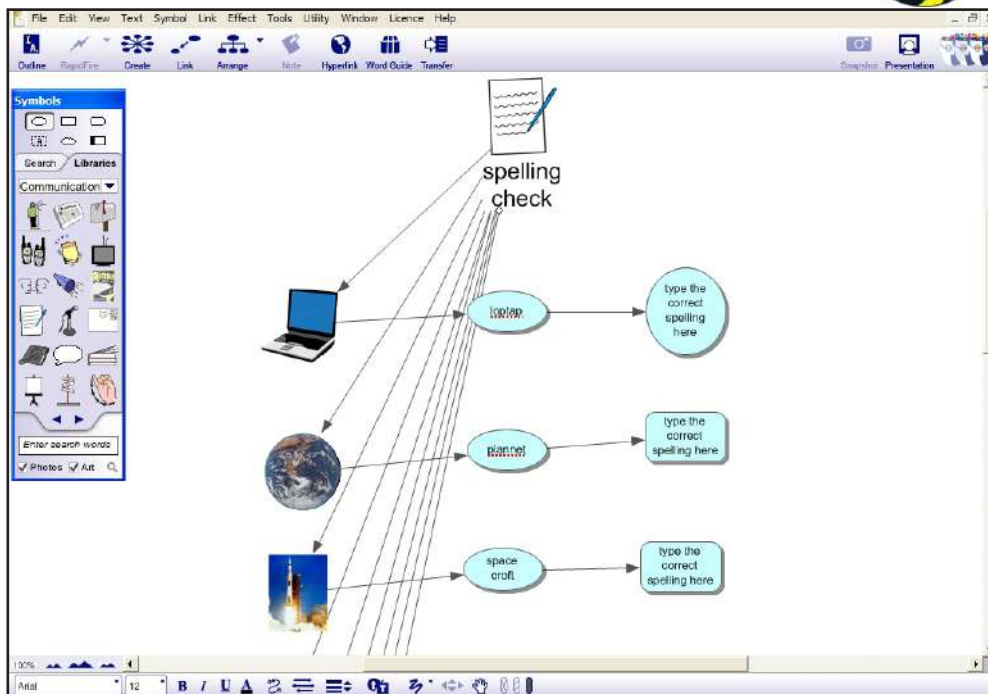 File Edit View Text Symbol Link Effect Tools Utility Window Licence Help
Outline RapidFire Create Link Arrange Note Hyperlink Word Guide Transfer Snapshot Presentation
Symbols
A
Search Libraries
Communication
Enter search words
Photos Art
spelling
check
loptap
type the
correct
spelling
here
plannet
type the
correct
spelling here
space
croft
type the
correct
spelling here
100%
Arial 12 B I U A